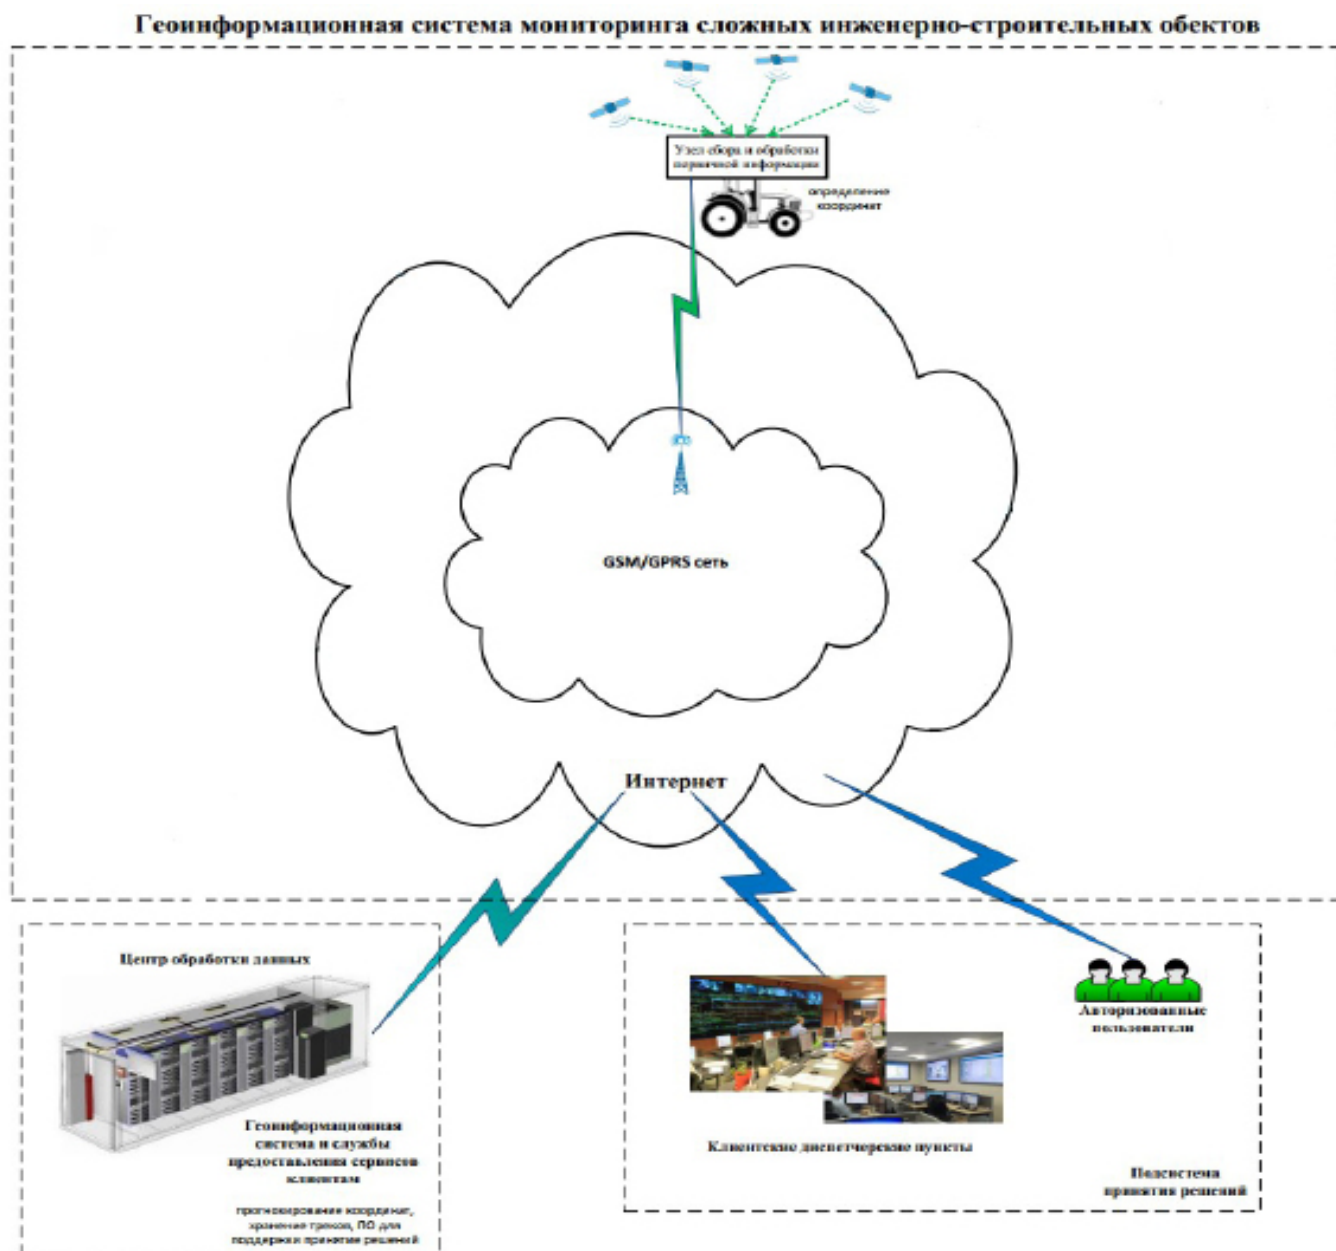 Геоинформационная система мониторинга сложных инженерно-строительных обектов
Узел сбора и обработки
первичной информации
определение
координат
GSM/GPRS сеть
Интернет
Центр обработки данных
Геоинформационная
система и службы
предоставления сервисов
клиентам
прогнокирование координат,
хранение треков, ПО для
поддержки принятие решений
Авторизованные
пользователи
Клиентские диспетчерские пункты
Подсистема
принятия решений